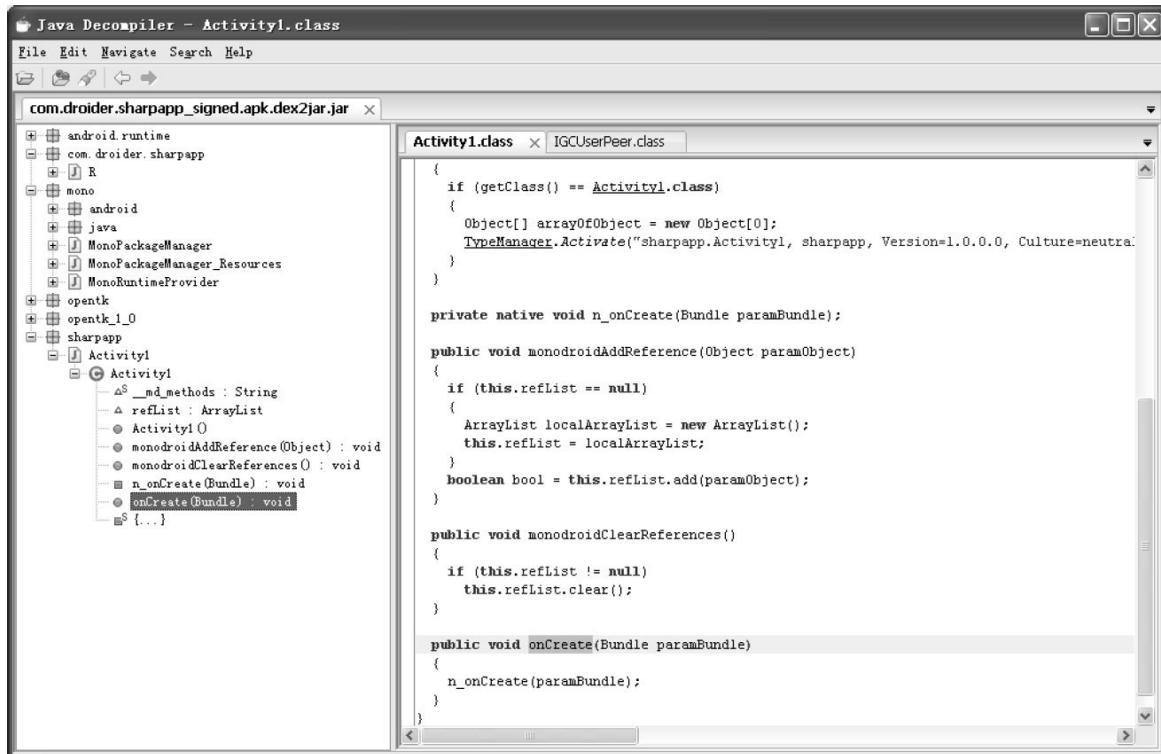 Java Decompiler - Activity1.class
File Edit Navigate Search Help
com.droider.sharpapp_signed.apk.dex2jar.jar
android.runtime
com.droider.sharpapp
R
mono
android
java
MonoPackageManager
MonoPackageManager_Resources
MonoRuntimeProvider
opentk
opentk_1_0
sharpapp
Activity1
Activity1
__md_methods : String
refList : ArrayList
Activity1()
monodroidAddReference(Object) : void
monodroidClearReferences() : void
n_onCreate(Bundle) : void
onCreate(Bundle) : void
{...}
Activity1.class IGCUserPeer.class
{
if (getClass() == Activity1.class)
{
Object[] arrayOfObject = new Object[0];
TypeManager.Activate("sharpapp.Activity1, sharpapp, Version=1.0.0.0, Culture=neutral
}
}
private native void n_onCreate(Bundle paramBundle);
public void monodroidAddReference(Object paramObject)
{
if (this.refList == null)
{
ArrayList localArrayList = new ArrayList();
this.refList = localArrayList;
}
boolean bool = this.refList.add(paramObject);
}
public void monodroidClearReferences()
{
if (this.refList != null)
this.refList.clear();
}
public void onCreate(Bundle paramBundle)
{
n_onCreate(paramBundle);
}
}